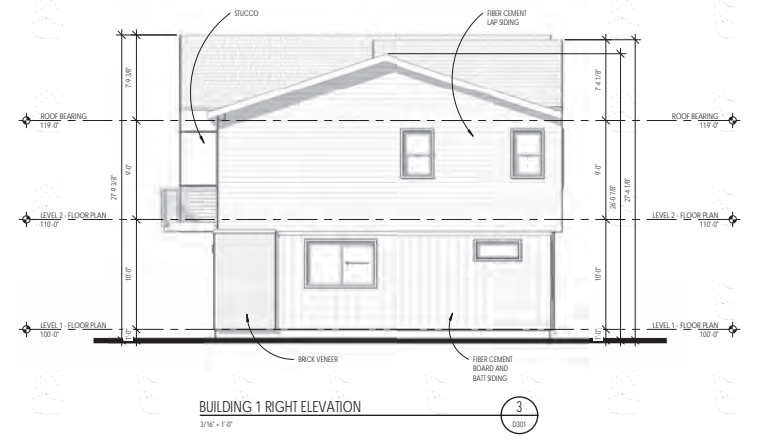 STUCCO
FIBER CEMENT
LAP SIDING
7'-9 3/8"
7'-4 1/8"
ROOF BEARING
119'-0"
ROOF BEARING
119'-0"
9'-0"
27'-9 3/8"
9'-0"
26'-0 7/8"
27'-4 1/8"
LEVEL 2 - FLOOR PLAN
110'-0"
LEVEL 2 - FLOOR PLAN
110'-0"
10'-0"
10'-0"
LEVEL 1 - FLOOR PLAN
100'-0"
LEVEL 1 - FLOOR PLAN
100'-0"
1'-0"
1'-0"
BRICK VENEER
FIBER CEMENT
BOARD AND
BATT SIDING
BUILDING 1 RIGHT ELEVATION
3/16" = 1'-0"
3
D301